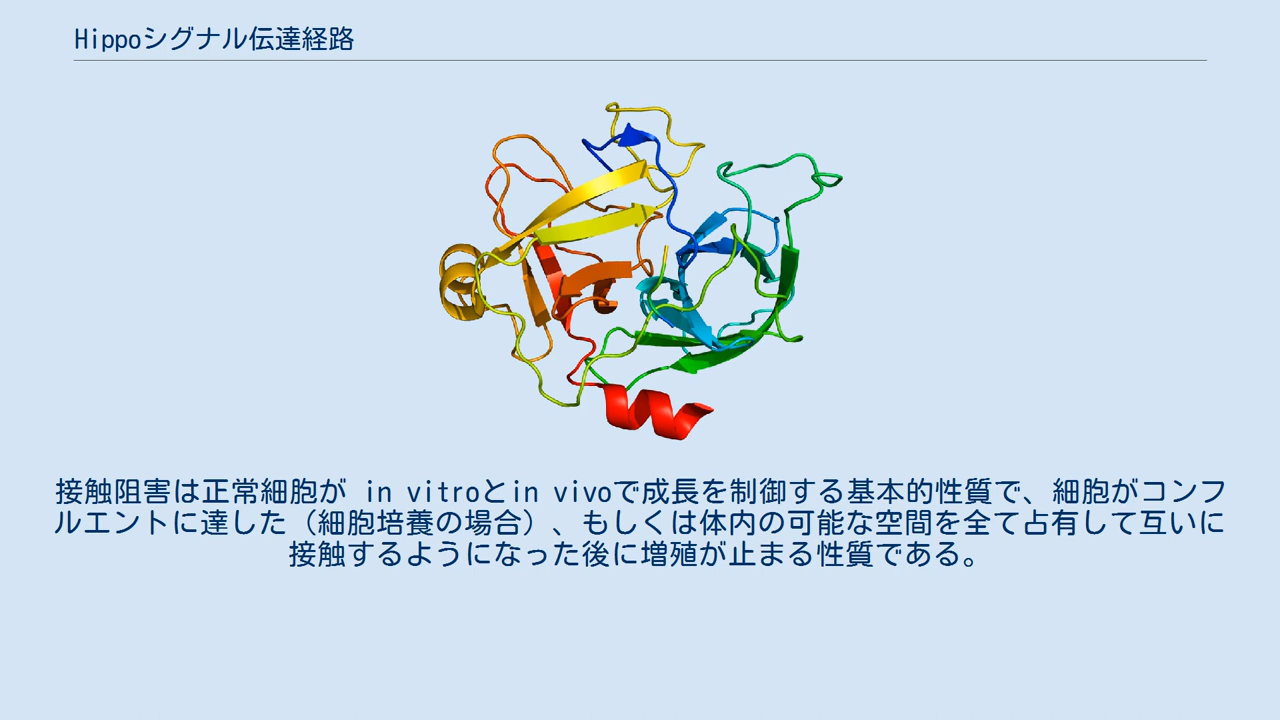 Hippoシグナル伝達経路
接触阻害は正常細胞が in vitroとin vivoで成長を制御する基本的性質で、細胞がコンフ
ルエントに達した（細胞培養の場合）、もしくは体内の可能な空間を全て占有して互いに
接触するようになった後に増殖が止まる性質である。